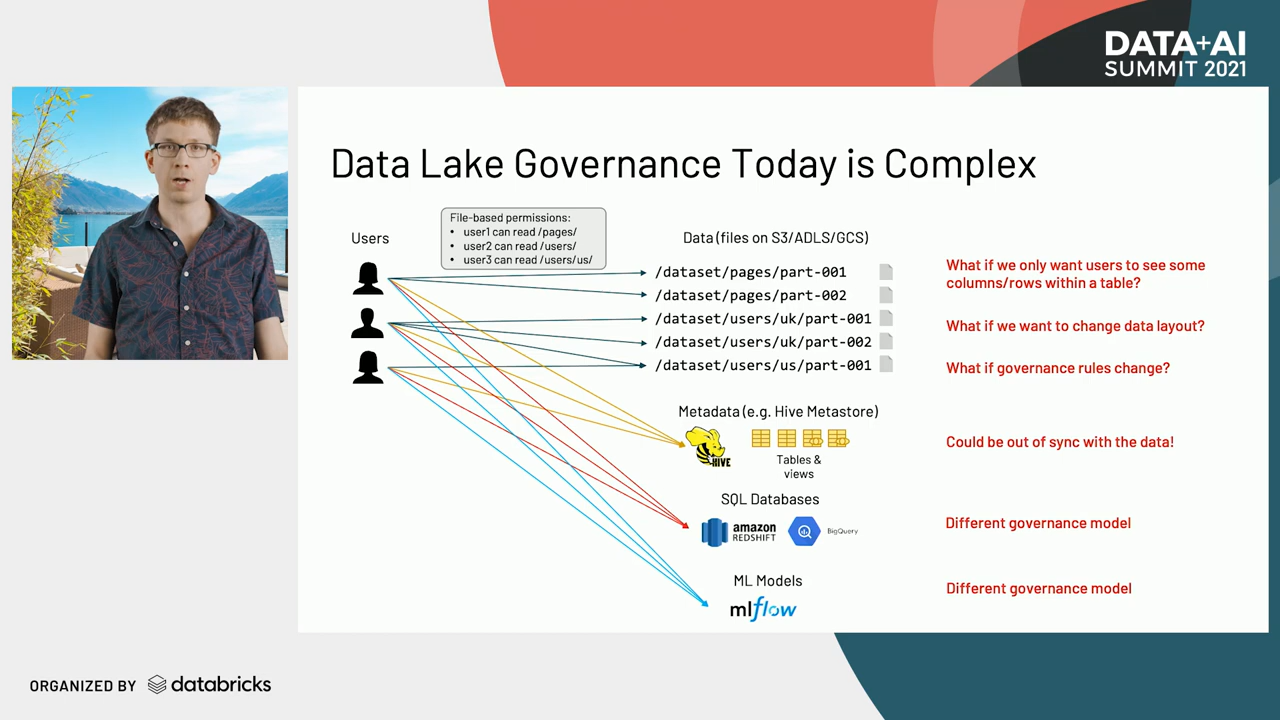 DATA+AI
SUMMIT 2021
Data Lake Governance Today is Complex
File-based permissions:
• user1 can read /pages/
• user2 can read /users/
• user3 can read /users/us/
Users
Data (files on S3/ADLS/GCS)
/dataset/pages/part-001
/dataset/pages/part-002
/dataset/users/uk/part-001
/dataset/users/uk/part-002
/dataset/users/us/part-001
What if we only want users to see some
columns/rows within a table?
What if we want to change data layout?
What if governance rules change?
Metadata (e.g. Hive Metastore)
HIVE
Tables &
views
Could be out of sync with the data!
SQL Databases
amazon
REDSHIFT
BigQuery
Different governance model
ML Models
mlflow
Different governance model
ORGANIZED BY databricks